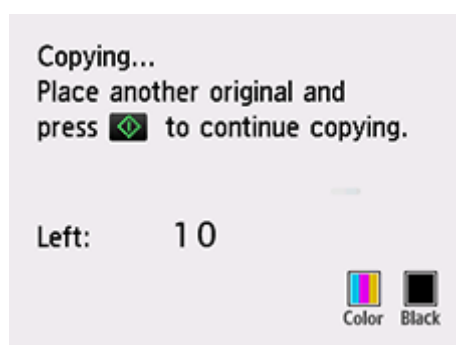 Copying...
Place another original and
press to continue copying.
Left: 10
Color Black